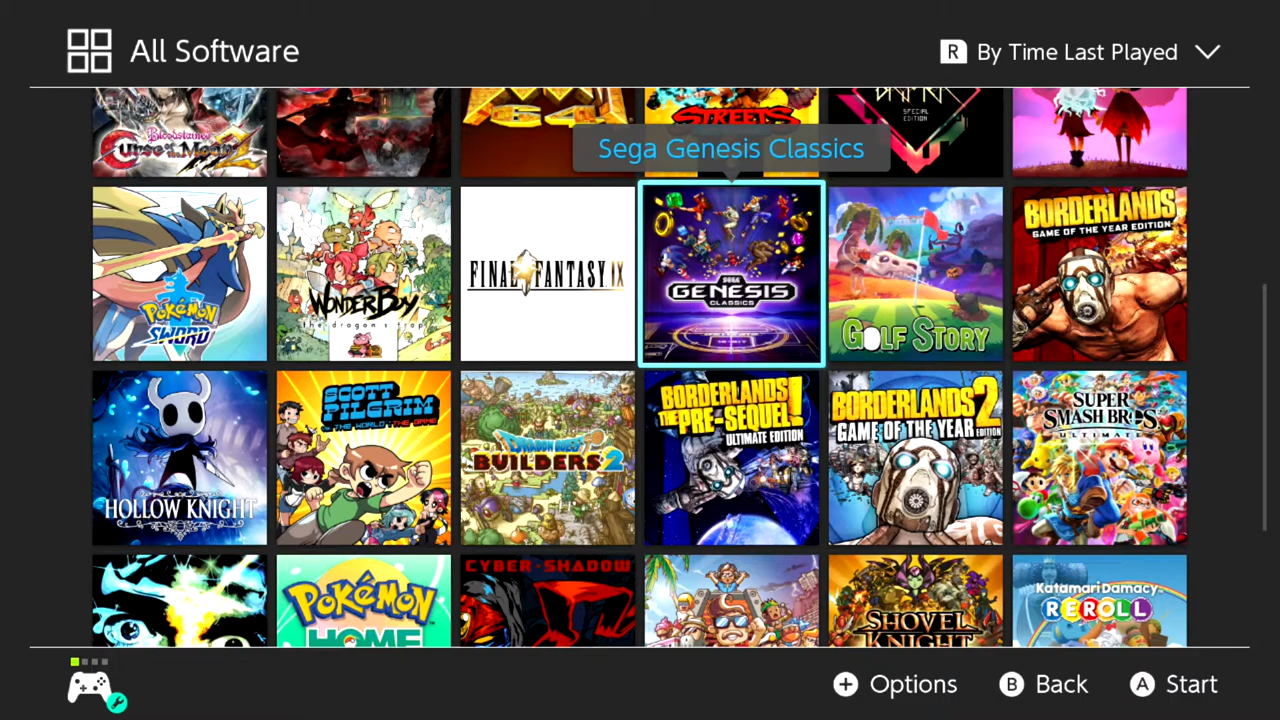 All Software
R By Time Last Played
Bloodstained
Curse of the Moon 2
64
STREETS
SPECIAL
EDITION
Sega Genesis Classics
POKéMON
SWORD
WONDER BOY
the dragon's trap
FINAL FANTASY IX
SEGA
GENESIS
CLASSICS
GOLF STORY
BORDERLANDS
GAME OF THE YEAR EDITION
HOLLOW KNIGHT
SCOTT
PILGRIM
VS. THE WORLD: THE GAME
DRAGON QUEST
BUILDERS 2
BORDERLANDS
THE PRE-SEQUEL!
ULTIMATE EDITION
BORDERLANDS 2
GAME OF THE YEAR EDITION
SUPER
SMASH BROS.
ULTIMATE
POKéMON
HOME
CYBER·SHADOW
SHOVEL
KNIGHT
Katamari Damacy
REROLL
+ Options
B Back
A Start